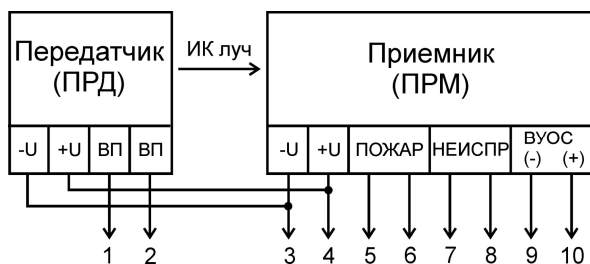 Передатчик
(ПРД)
ИК луч
Приемник
(ПРМ)
-U +U ВП ВП
-U +U ПОЖАР НЕИСПР ВУОС
(-) (+)
1 2 3 4 5 6 7 8 9 10